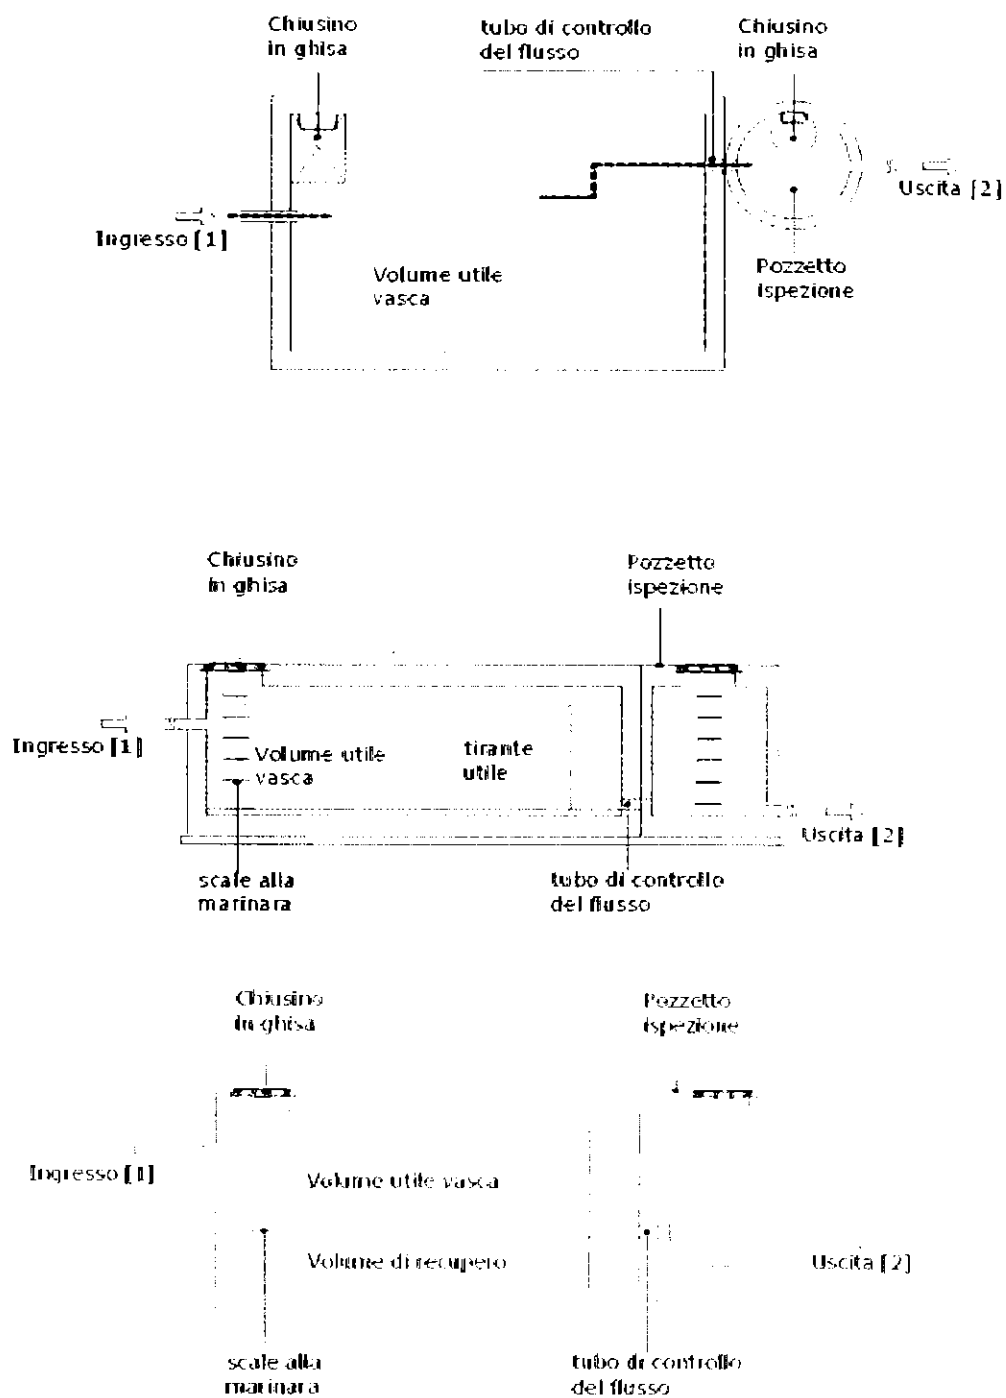 Chiusino
in ghisa
tubo di controllo
del flusso
Chiusino
in ghisa
Uscita [2]
Ingresso [1]
Volume utile
vasca
Pozzetto
ispezione
Chiusino
in ghisa
Pozzetto
ispezione
Ingresso [1]
Volume utile
vasca
tirante
utile
Uscita [2]
scale alla
marinara
tubo di controllo
del flusso
Chiusino
in ghisa
Pozzetto
ispezione
Ingresso [1]
Volume utile vasca
Volume di recupero
Uscita [2]
scale alla
marinara
tubo di controllo
del flusso